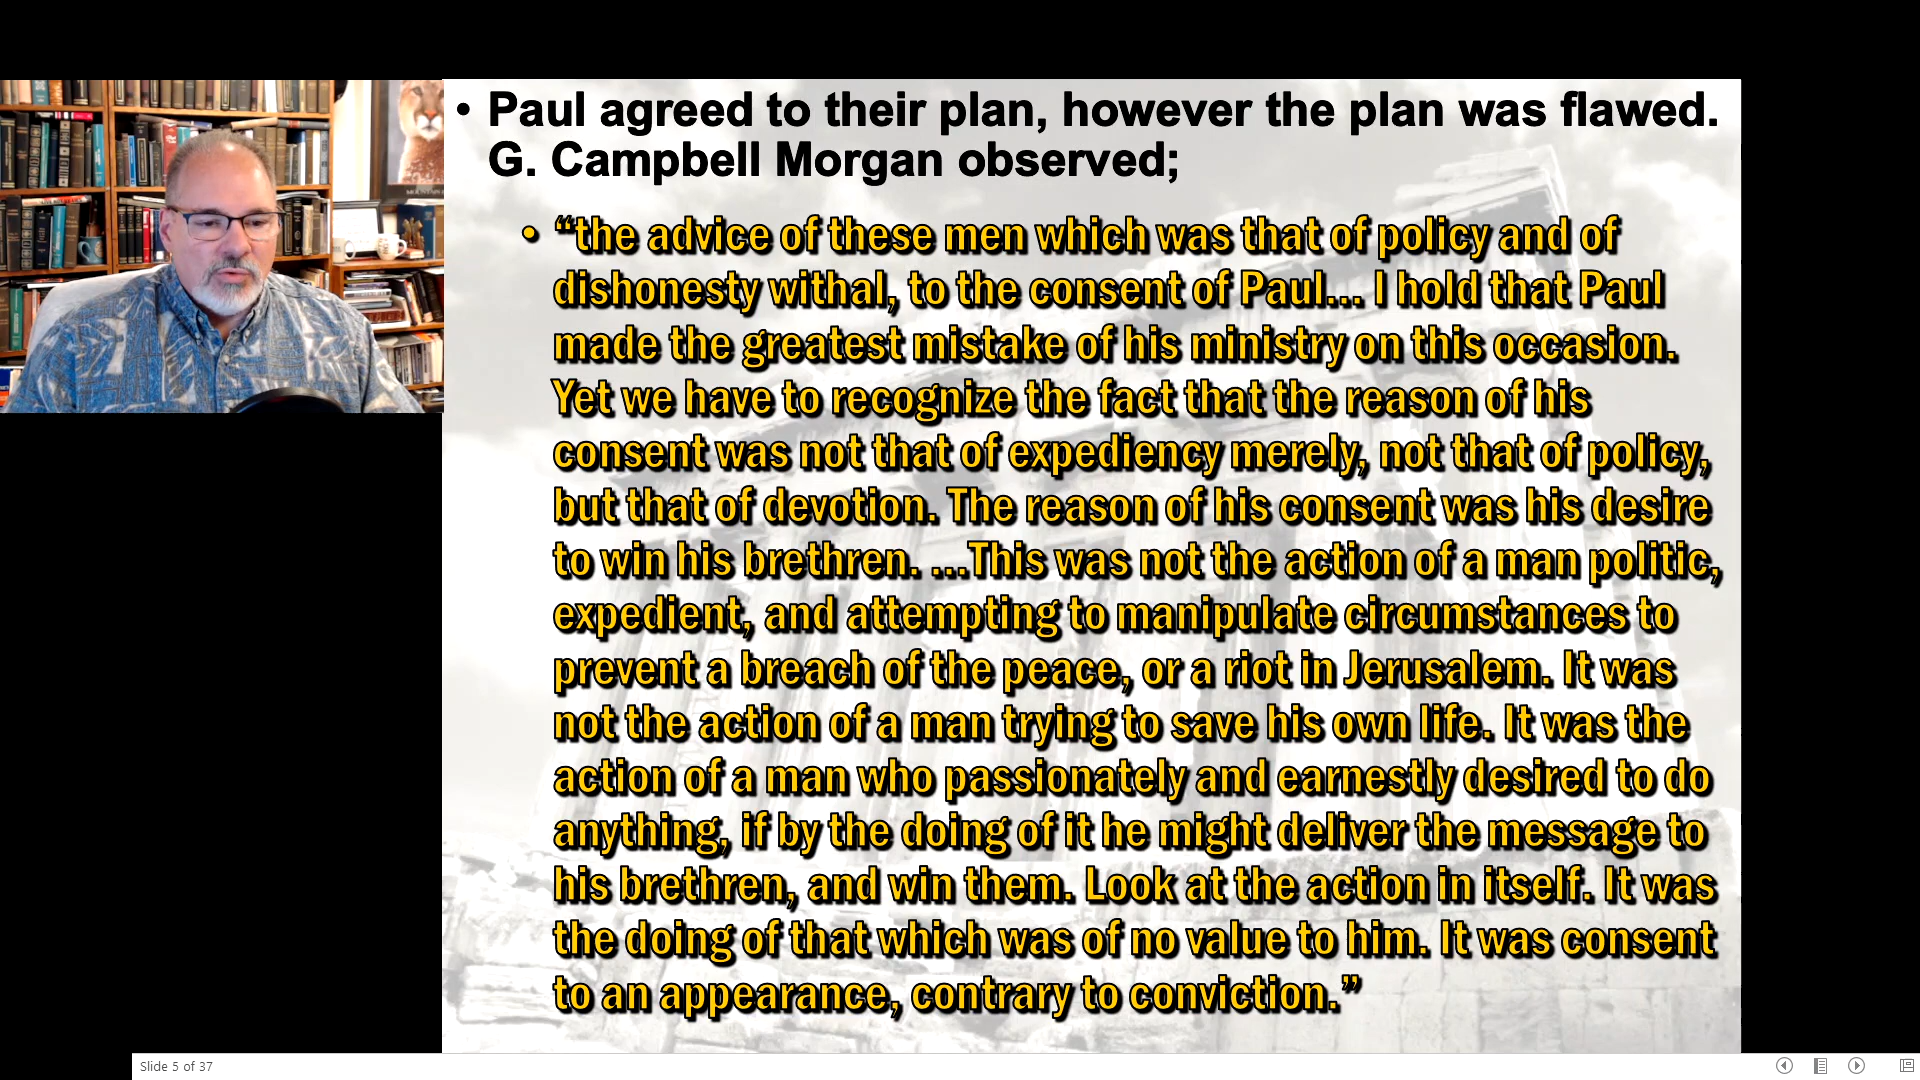 • Paul agreed to their plan, however the plan was flawed.
G. Campbell Morgan observed;
• “the advice of these men which was that of policy and of
dishonesty withal, to the consent of Paul… I hold that Paul
made the greatest mistake of his ministry on this occasion.
Yet we have to recognize the fact that the reason of his
consent was not that of expediency merely, not that of policy,
but that of devotion. The reason of his consent was his desire
to win his brethren. …This was not the action of a man politic,
expedient, and attempting to manipulate circumstances to
prevent a breach of the peace, or a riot in Jerusalem. It was
not the action of a man trying to save his own life. It was the
action of a man who passionately and earnestly desired to do
anything, if by the doing of it he might deliver the message to
his brethren, and win them. Look at the action in itself. It was
the doing of that which was of no value to him. It was consent
to an appearance, contrary to conviction.”
Slide 5 of 37